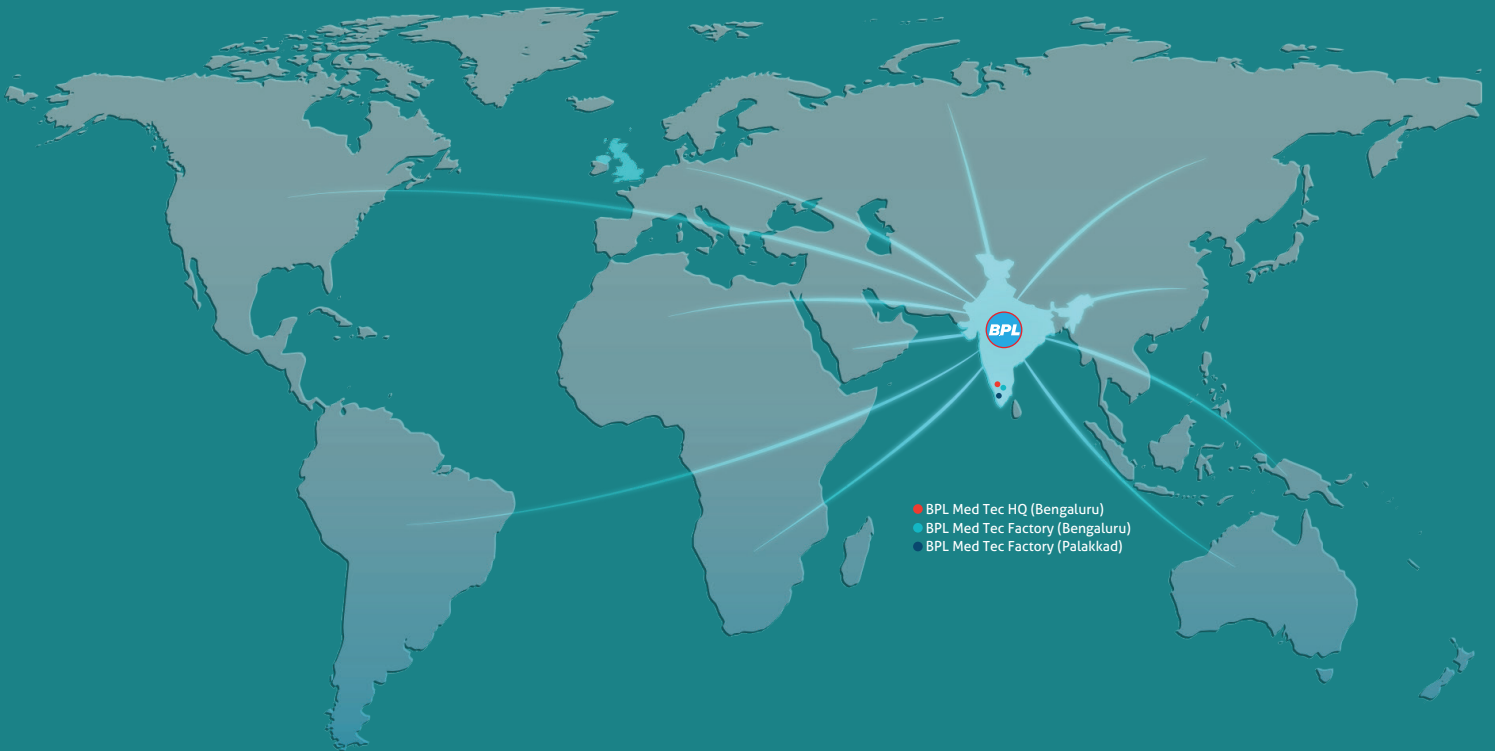 BPL
BPL Med Tec HQ (Bengaluru)
BPL Med Tec Factory (Bengaluru)
BPL Med Tec Factory (Palakkad)